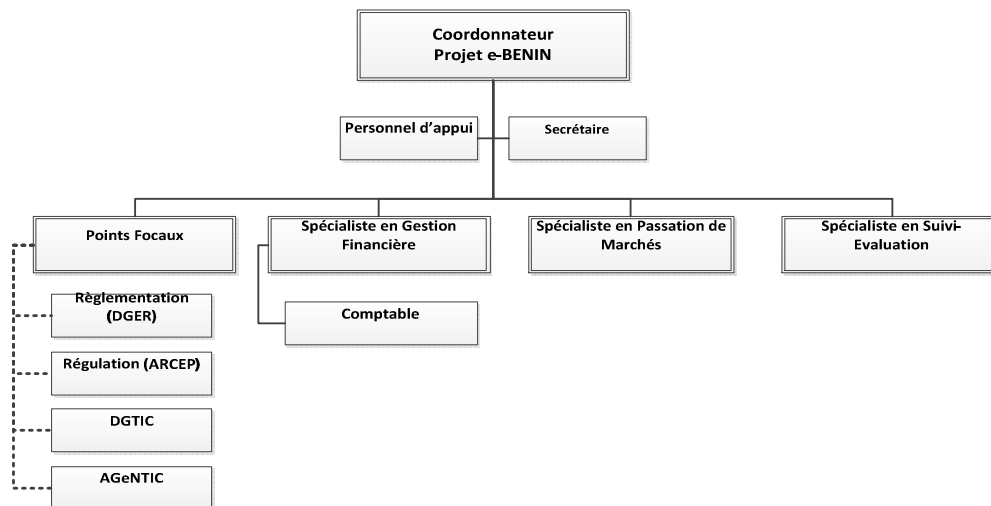 Coordonnateur
Projet e-BENIN
Personnel d'appui
Secrétaire
Points Focaux
Spécialiste en Gestion
Financière
Spécialiste en Passation de
Marchés
Spécialiste en Suivi-
Evaluation
Règlementation
(DGER)
Comptable
Régulation (ARCEP)
DGTIC
AGeNTIC